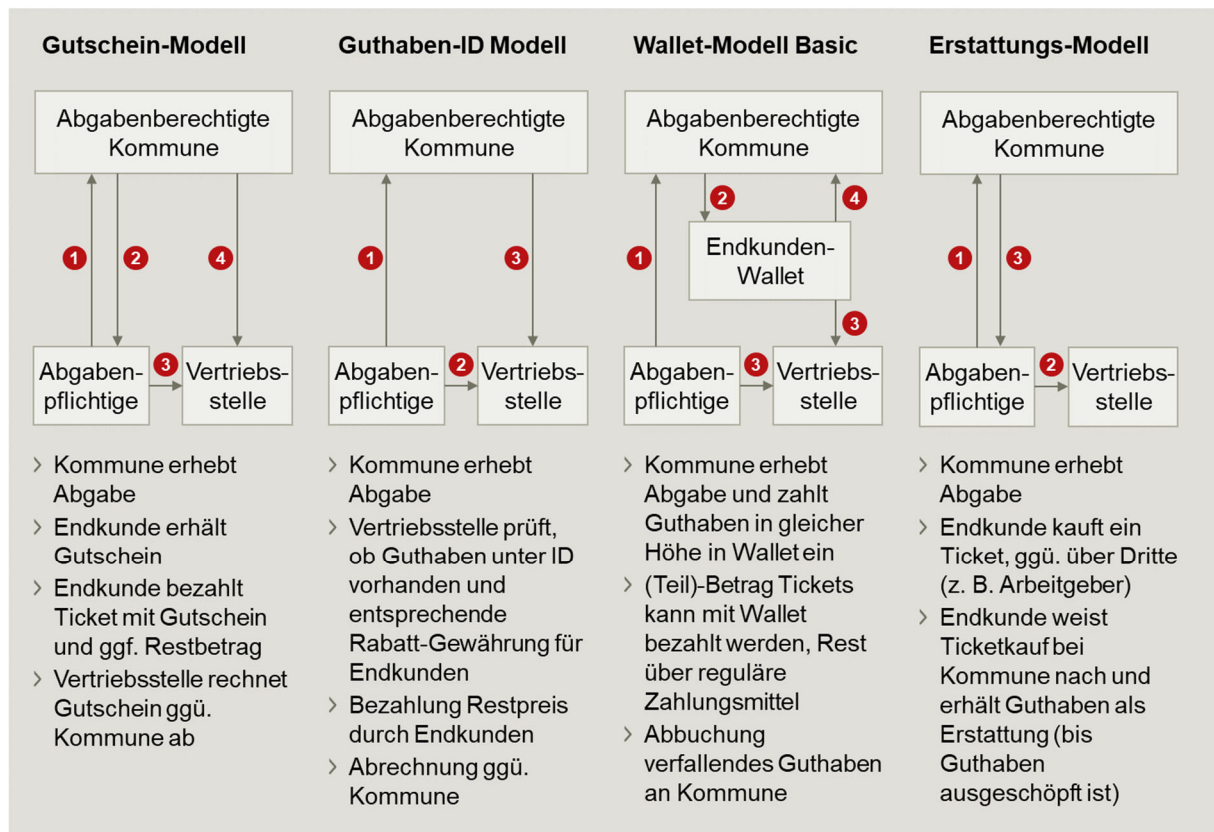 Gutschein-Modell
Abgabenberechtigte
Kommune
1
2
4
Abgaben-
pflichtige
3
Vertriebs-
stelle
› Kommune erhebt
Abgabe
› Endkunde erhält
Gutschein
› Endkunde bezahlt
Ticket mit Gutschein
und ggf. Restbetrag
› Vertriebsstelle rechnet
Gutschein ggü.
Kommune ab
Guthaben-ID Modell
Abgabenberechtigte
Kommune
1
3
Abgaben-
pflichtige
2
Vertriebs-
stelle
› Kommune erhebt
Abgabe
› Vertriebsstelle prüft,
ob Guthaben unter ID
vorhanden und
entsprechende
Rabatt-Gewährung für
Endkunden
› Bezahlung Restpreis
durch Endkunden
› Abrechnung ggü.
Kommune
Wallet-Modell Basic
Abgabenberechtigte
Kommune
2
4
1
Endkunden-
Wallet
3
Abgaben-
pflichtige
3
Vertriebs-
stelle
› Kommune erhebt
Abgabe und zahlt
Guthaben in gleicher
Höhe in Wallet ein
› (Teil)-Betrag Tickets
kann mit Wallet
bezahlt werden, Rest
über reguläre
Zahlungsmittel
› Abbuchung
verfallendes Guthaben
an Kommune
Erstattungs-Modell
Abgabenberechtigte
Kommune
1
3
Abgaben-
pflichtige
2
Vertriebs-
stelle
› Kommune erhebt
Abgabe
› Endkunde kauft ein
Ticket, ggü. über Dritte
(z. B. Arbeitgeber)
› Endkunde weist
Ticketkauf bei
Kommune nach und
erhält Guthaben als
Erstattung (bis
Guthaben
ausgeschöpft ist)